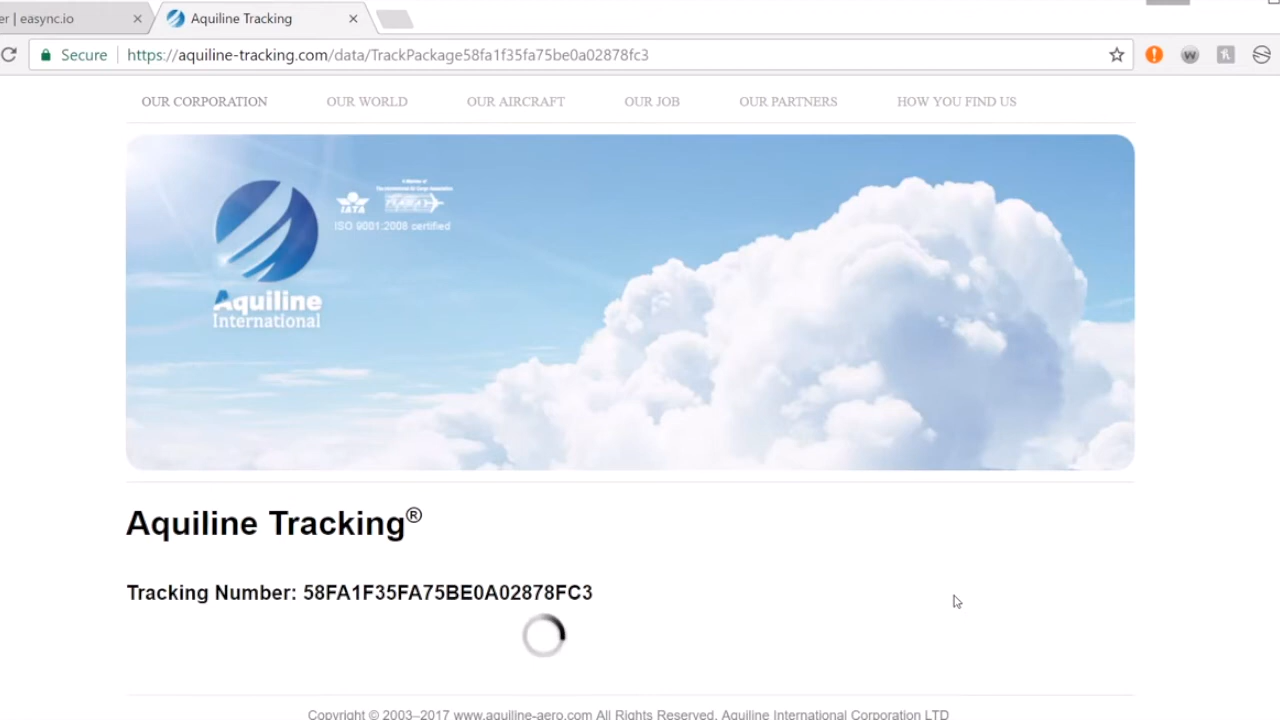 er | easync.io
Aquiline Tracking
Secure
https://aquiline-tracking.com/data/TrackPackage58fa1f35fa75be0a02878fc3
OUR CORPORATION
OUR WORLD
OUR AIRCRAFT
OUR JOB
OUR PARTNERS
HOW YOU FIND US
A Member of
IATA
ISO 9001:2008 certified
Aquiline
International
Aquiline Tracking®
Tracking Number: 58FA1F35FA75BE0A02878FC3
Copyright © 2003–2017 www.aquiline-aero.com All Rights Reserved. Aquiline International Corporation LTD